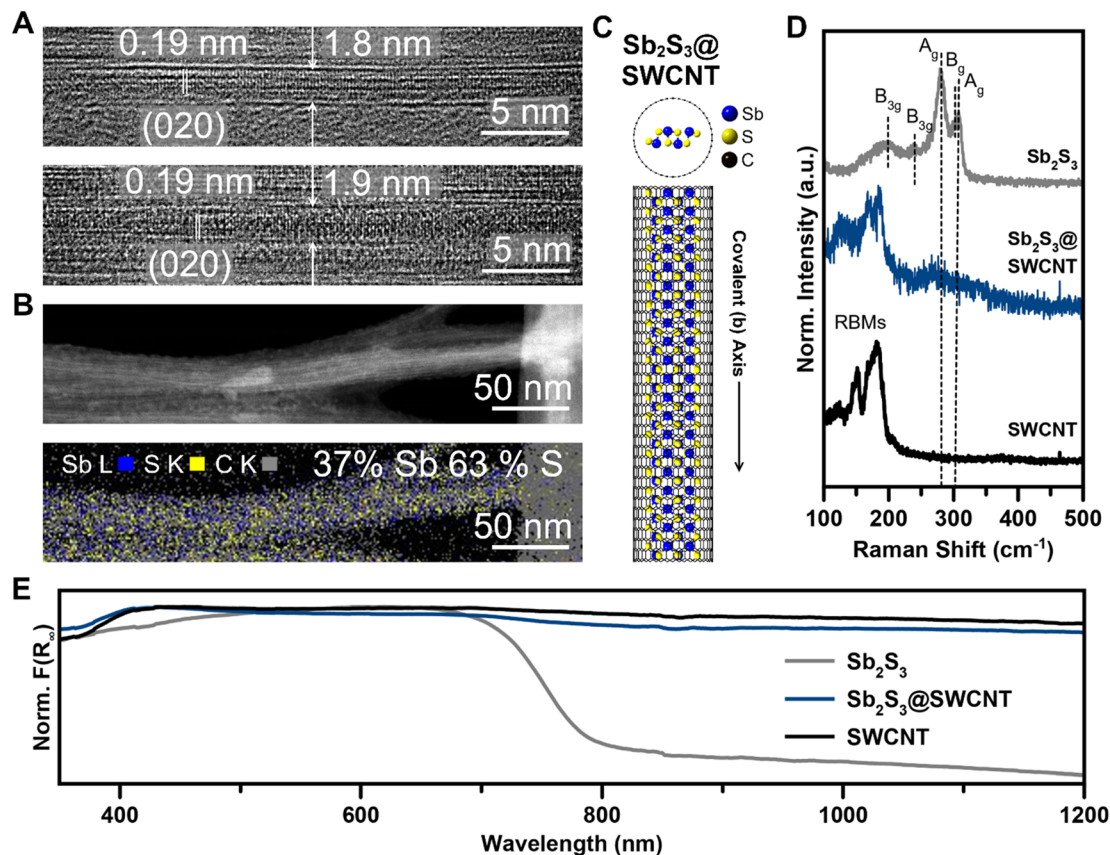 A
0.19 nm
1.8 nm
(020)
5 nm
0.19 nm
1.9 nm
(020)
5 nm
B
50 nm
Sb L S K C K 37% Sb 63 % S
50 nm
C
Sb₂S₃@
SWCNT
Sb
S
C
Covalent (b) Axis
D
Norm. Intensity (a.u.)
A_g
B_g
A_g
B_3g
B_3g
Sb₂S₃
Sb₂S₃@
SWCNT
RBMs
SWCNT
100 200 300 400 500
Raman Shift (cm⁻¹)
E
Norm. F(R∞)
Sb₂S₃
Sb₂S₃@SWCNT
SWCNT
400 600 800 1000 1200
Wavelength (nm)